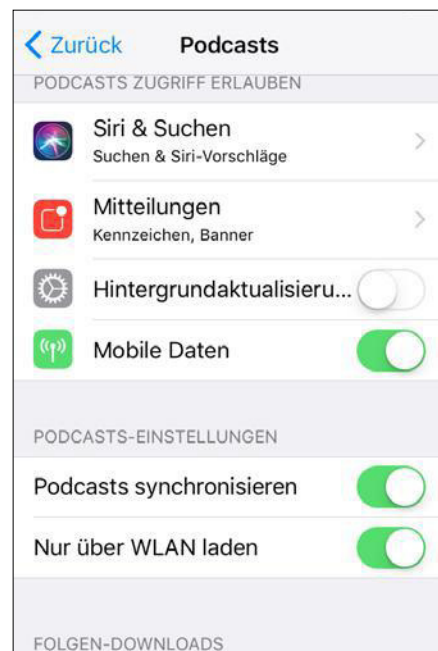 Zurück Podcasts
PODCASTS ZUGRIFF ERLAUBEN
Siri & Suchen
Suchen & Siri-Vorschläge
Mitteilungen
Kennzeichen, Banner
Hintergrundaktualisieru...
Mobile Daten
PODCASTS-EINSTELLUNGEN
Podcasts synchronisieren
Nur über WLAN laden
FOLGEN-DOWNLOADS